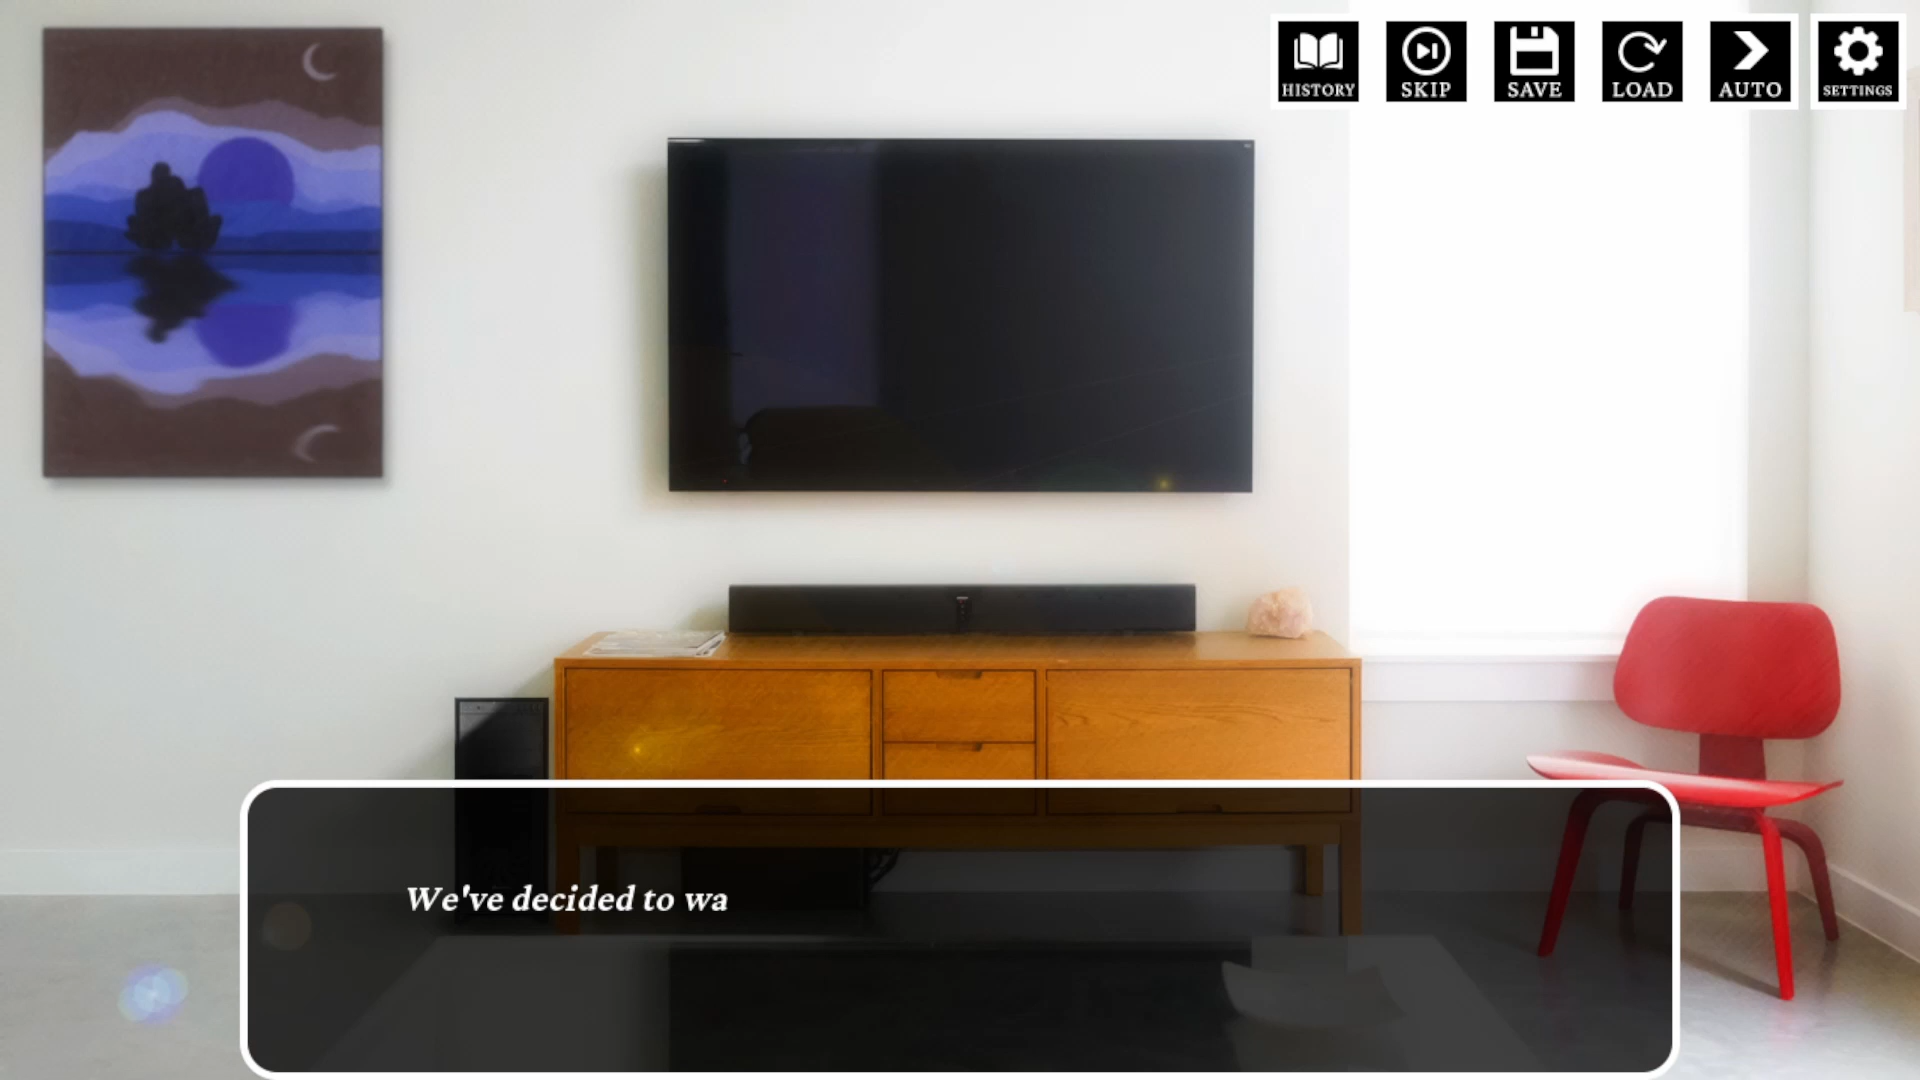 HISTORY
SKIP
SAVE
LOAD
AUTO
SETTINGS
We've decided to wa